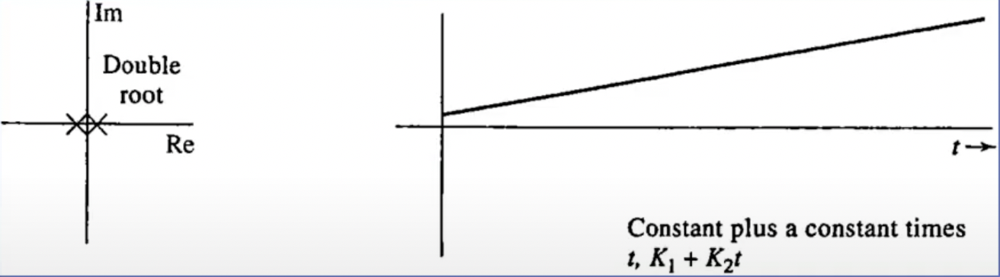 Im
Double
root
Re
t→
Constant plus a constant times
t, K₁ + K₂t